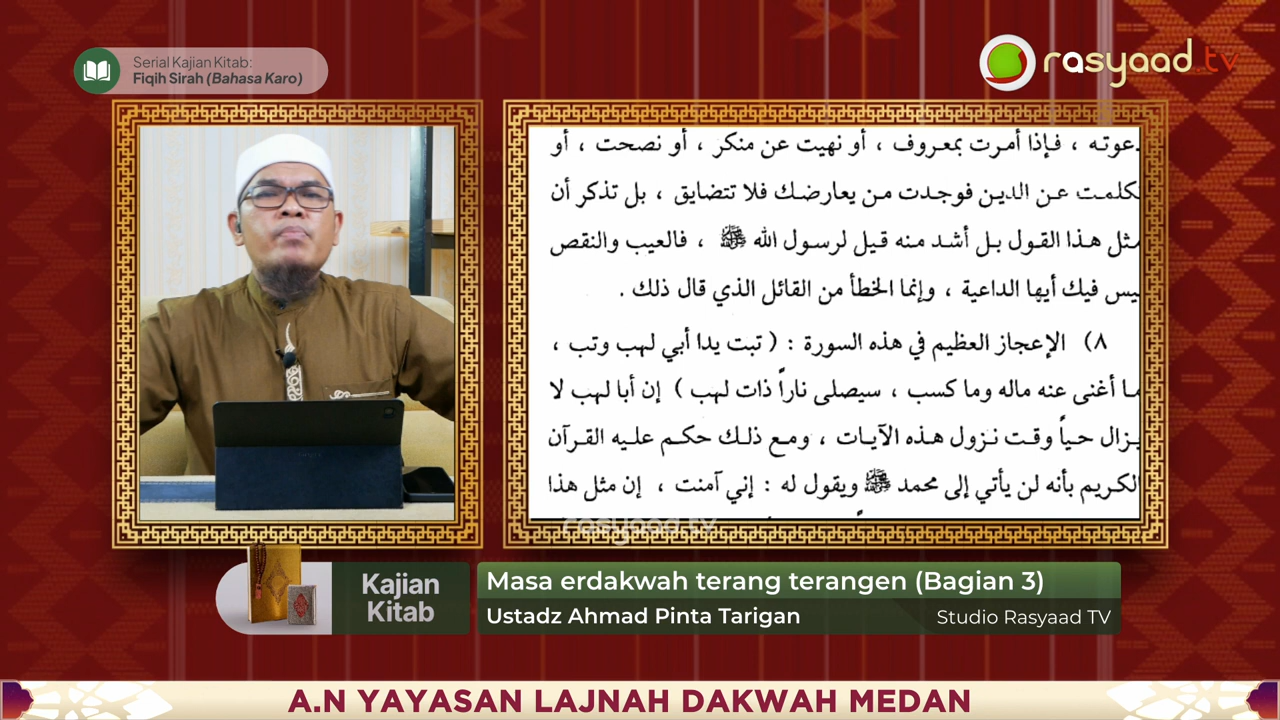 Serial Kajian Kitab:
Fiqih Sirah (Bahasa Karo)
rasyaad tv
دعوته ، فإذا أمرت بمعروف ، أو نهيت عن منكر ، أو نصحت ، أو
تكلمت عن الدين فوجدت من يعارضك فلا تتضايق ، بل تذكر أن
مثل هذا القول بل أشد منه قيل لرسول الله ﷺ ، فالعيب والنقص
ليس فيك أيها الداعية ، وإنما الخطأ من القائل الذي قال ذلك .
٨) الإعجاز العظيم في هذه السورة : ( تبت يدا أبي لهب وتب ،
ما أغنى عنه ماله وما كسب ، سيصلى ناراً ذات لهب ) إن أبا لهب لا
يزال حياً وقت نزول هذه الآيات ، ومع ذلك حكم عليه القرآن
الكريم بأنه لن يأتي إلى محمد ﷺ ويقول له : إني آمنت ، إن مثل هذا
rasyaad tv
Kajian
Kitab
Masa erdakwah terang terangen (Bagian 3)
Ustadz Ahmad Pinta Tarigan
Studio Rasyaad TV
A.N YAYASAN LAJNAH DAKWAH MEDAN